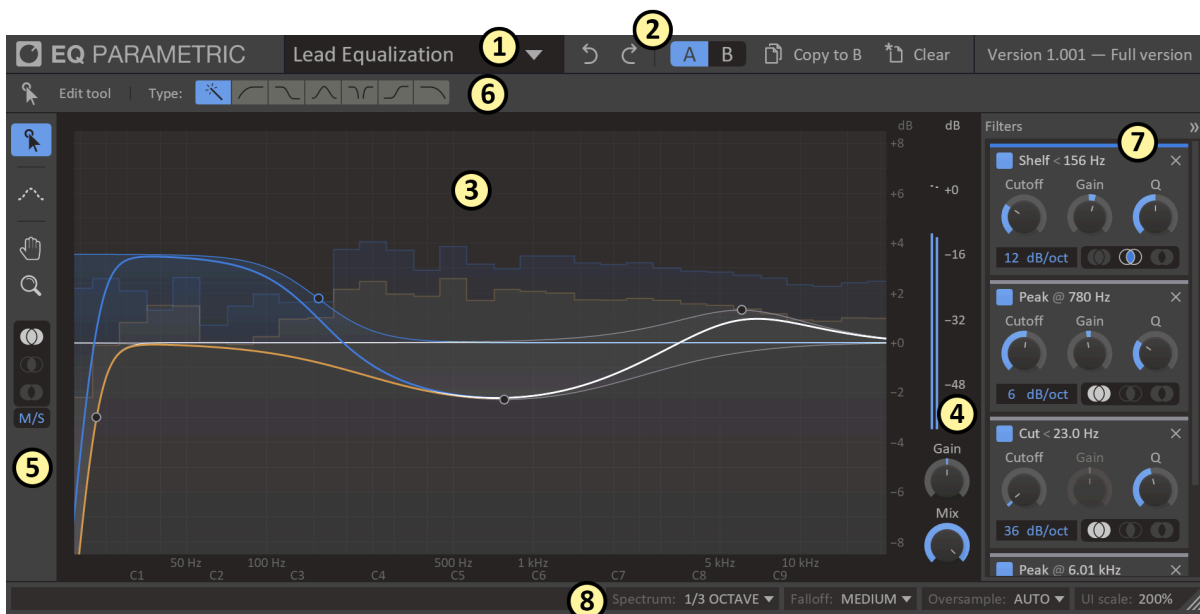 EQ PARAMETRIC
Lead Equalization
1
2
A B
Copy to B
Clear
Version 1.001 — Full version
Edit tool
Type:
6
dB dB
Filters
7
+8
+6
+4
+2
+0
−2
−4
−6
−8
3
+0
−16
−32
−48
4
Gain
Mix
M/S
5
Shelf < 156 Hz
Cutoff Gain Q
12 dB/oct
Peak @ 780 Hz
Cutoff Gain Q
6 dB/oct
Cut < 23.0 Hz
Cutoff Gain Q
36 dB/oct
Peak @ 6.01 kHz
50 Hz 100 Hz 500 Hz 1 kHz 5 kHz 10 kHz
C1 C2 C3 C4 C5 C6 C7 C8 C9
8
Spectrum: 1/3 OCTAVE
Falloff: MEDIUM
Oversample: AUTO
UI scale: 200%